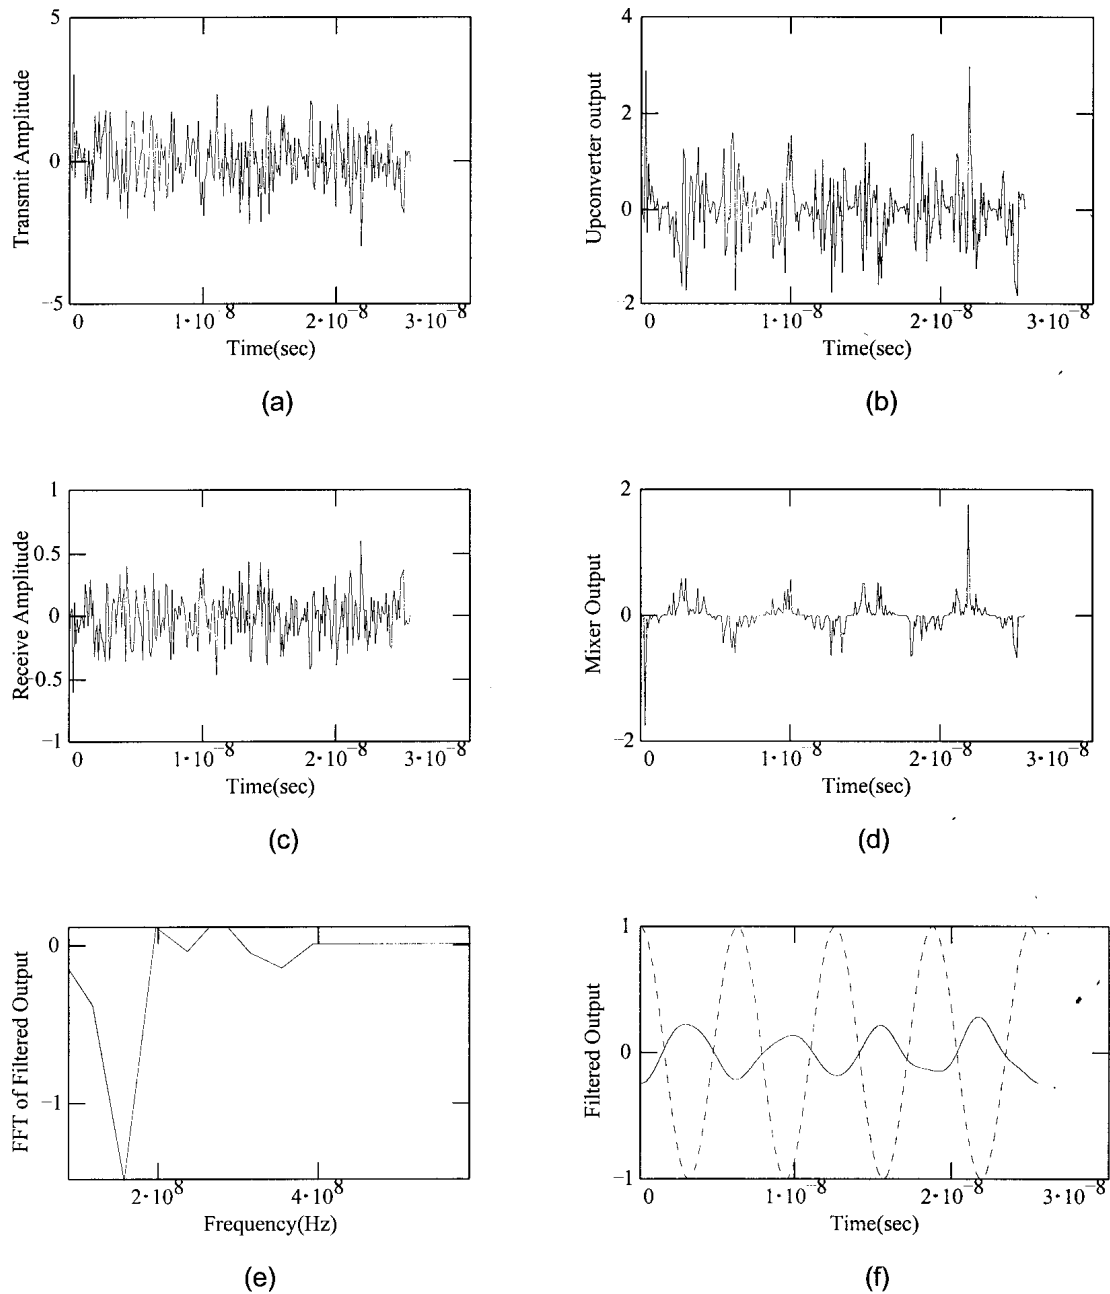 5
0
−5
Transmit Amplitude
0
1·10⁻⁸
2·10⁻⁸
3·10⁻⁸
Time(sec)
(a)
4
2
0
−2
Upconverter output
0
1·10⁻⁸
2·10⁻⁸
3·10⁻⁸
Time(sec)
(b)
1
0.5
0
−0.5
−1
Receive Amplitude
0
1·10⁻⁸
2·10⁻⁸
3·10⁻⁸
Time(sec)
(c)
2
0
−2
Mixer Output
0
1·10⁻⁸
2·10⁻⁸
3·10⁻⁸
Time(sec)
(d)
0
−1
FFT of Filtered Output
2·10⁸
4·10⁸
Frequency(Hz)
(e)
1
0
−1
Filtered Output
0
1·10⁻⁸
2·10⁻⁸
3·10⁻⁸
Time(sec)
(f)